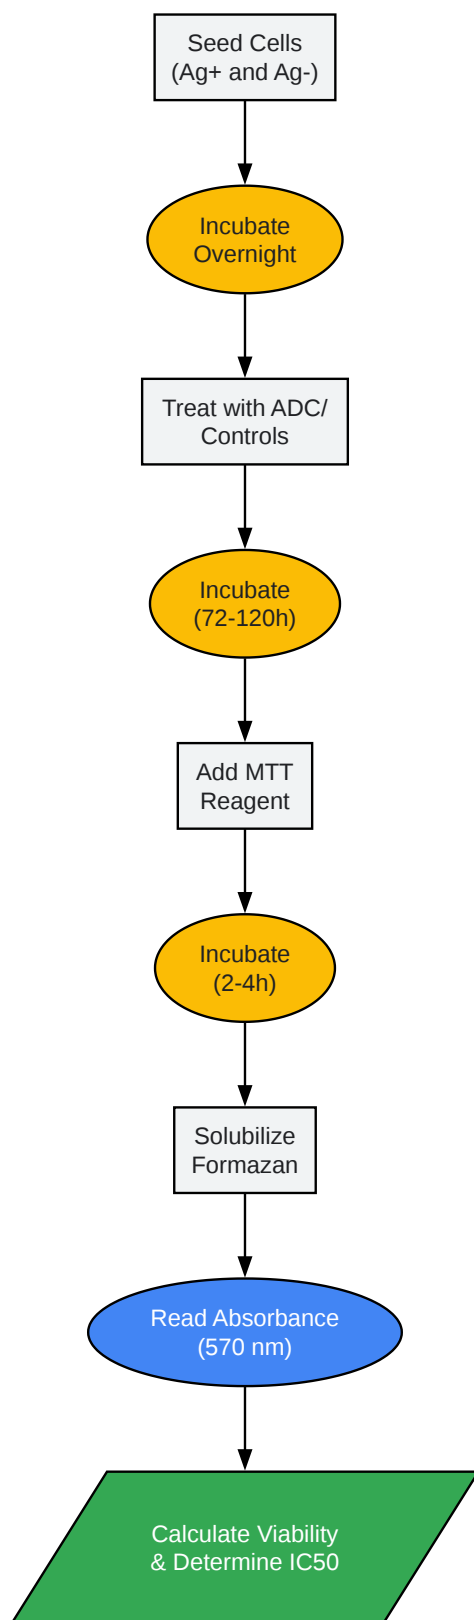 Seed Cells
(Ag+ and Ag-)
Incubate
Overnight
Treat with ADC/
Controls
Incubate
(72-120h)
Add MTT
Reagent
Incubate
(2-4h)
Solubilize
Formazan
Read Absorbance
(570 nm)
Calculate Viability
& Determine IC50